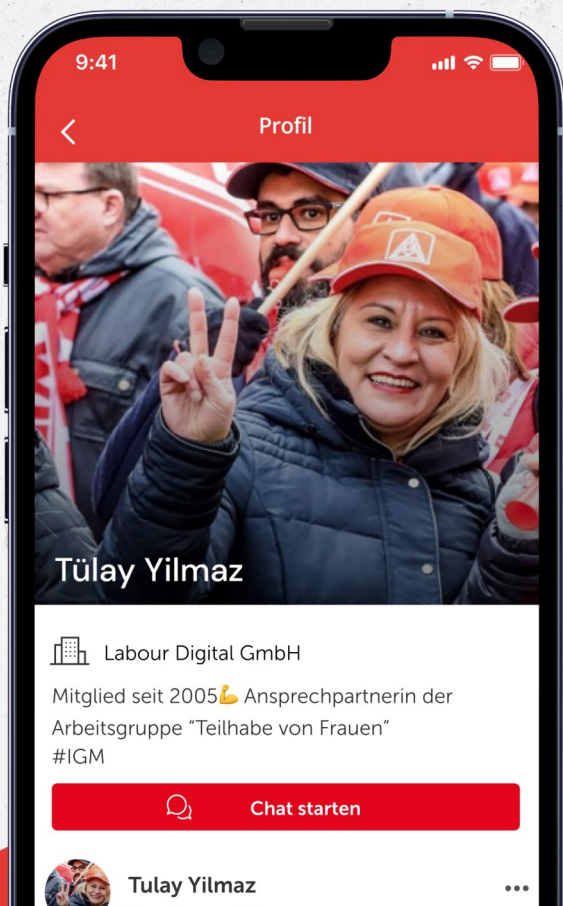 9:41
Profil
Tülay Yilmaz
Labour Digital GmbH
Mitglied seit 2005💪 Ansprechpartnerin der
Arbeitsgruppe “Teilhabe von Frauen”
#IGM
Chat starten
Tulay Yilmaz